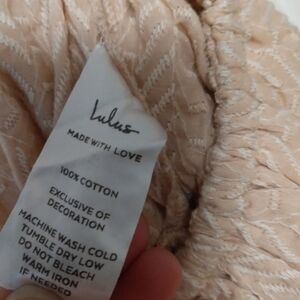 Lulus
MADE WITH LOVE
100% COTTON
EXCLUSIVE OF
DECORATION
MACHINE WASH COLD
TUMBLE DRY LOW
DO NOT BLEACH
WARM IRON
IF NEEDED